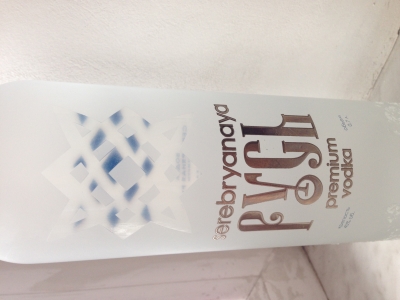 serebryanaya
РУСЬ
premium
vodka